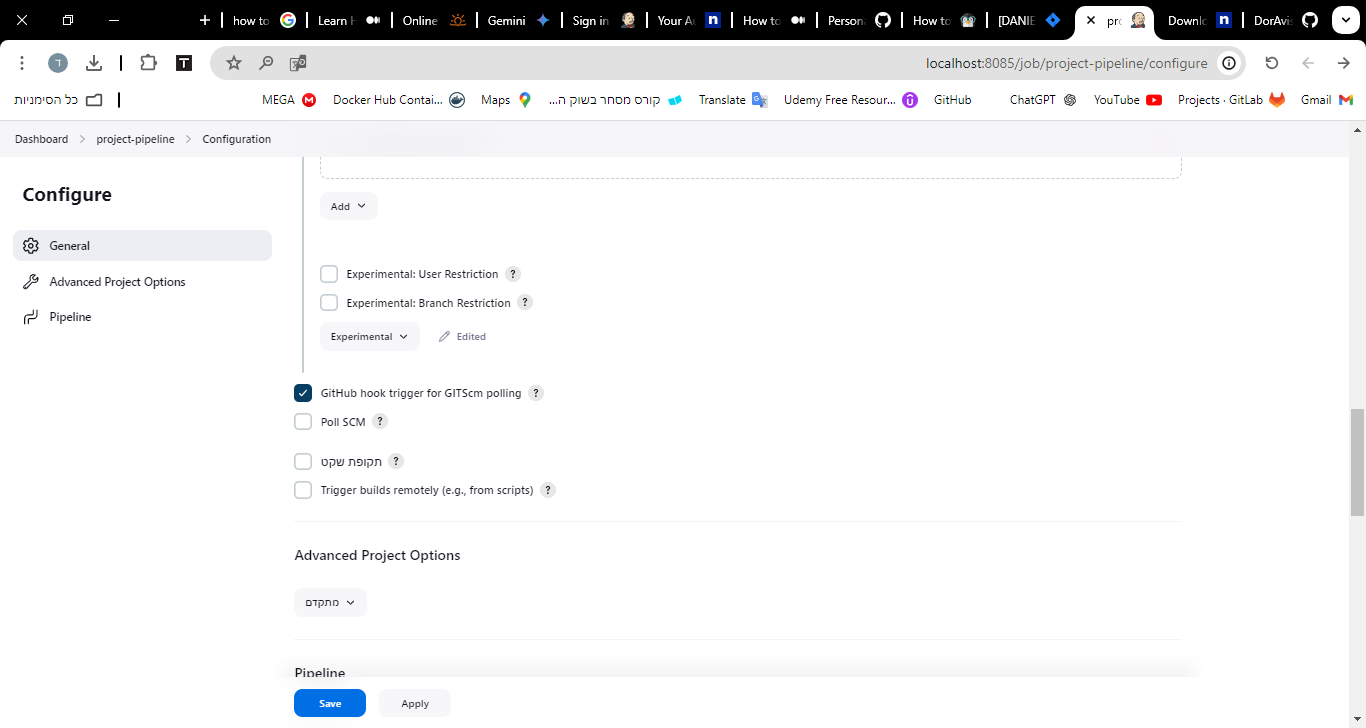 how to
Learn H
Online
Gemini
Sign in
Your Au
How to
Persona
How to
[DANIE
pro
Downlo
DorAvis
localhost:8085/job/project-pipeline/configure
כל הסימניות
MEGA
Docker Hub Contai...
Maps
קורס מסחר בשוק ה...
Translate
Udemy Free Resour...
GitHub
ChatGPT
YouTube
Projects · GitLab
Gmail
Dashboard
project-pipeline
Configuration
Configure
General
Advanced Project Options
Pipeline
Add
Experimental: User Restriction ?
Experimental: Branch Restriction ?
Experimental
Edited
GitHub hook trigger for GITScm polling ?
Poll SCM ?
תקופת שקט ?
Trigger builds remotely (e.g., from scripts) ?
Advanced Project Options
מתקדם
Pipeline
Save
Apply